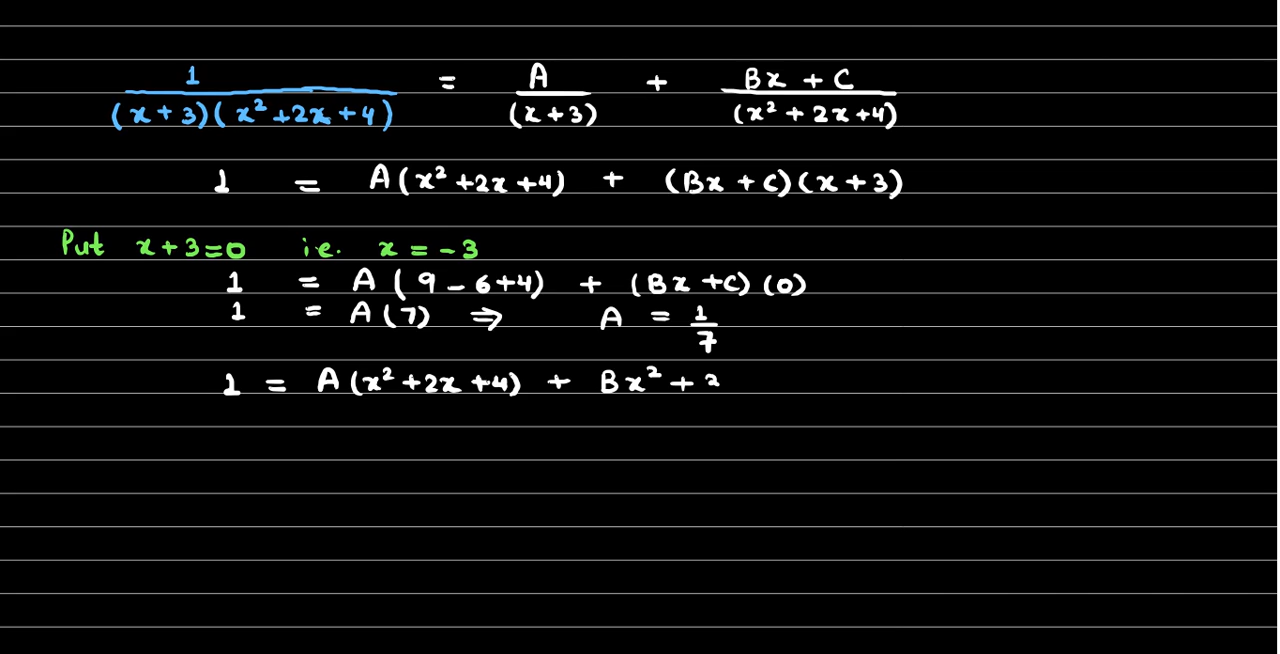 1 / (x+3)(x²+2x+4) = A / (x+3) + Bx + C / (x²+2x+4)
1 = A(x²+2x+4) + (Bx+C)(x+3)
Put x+3=0 i.e. x=-3
1 = A(9-6+4) + (Bx+C)(0)
1 = A(7) ⇒ A = 1/7
1 = A(x²+2x+4) + Bx² +